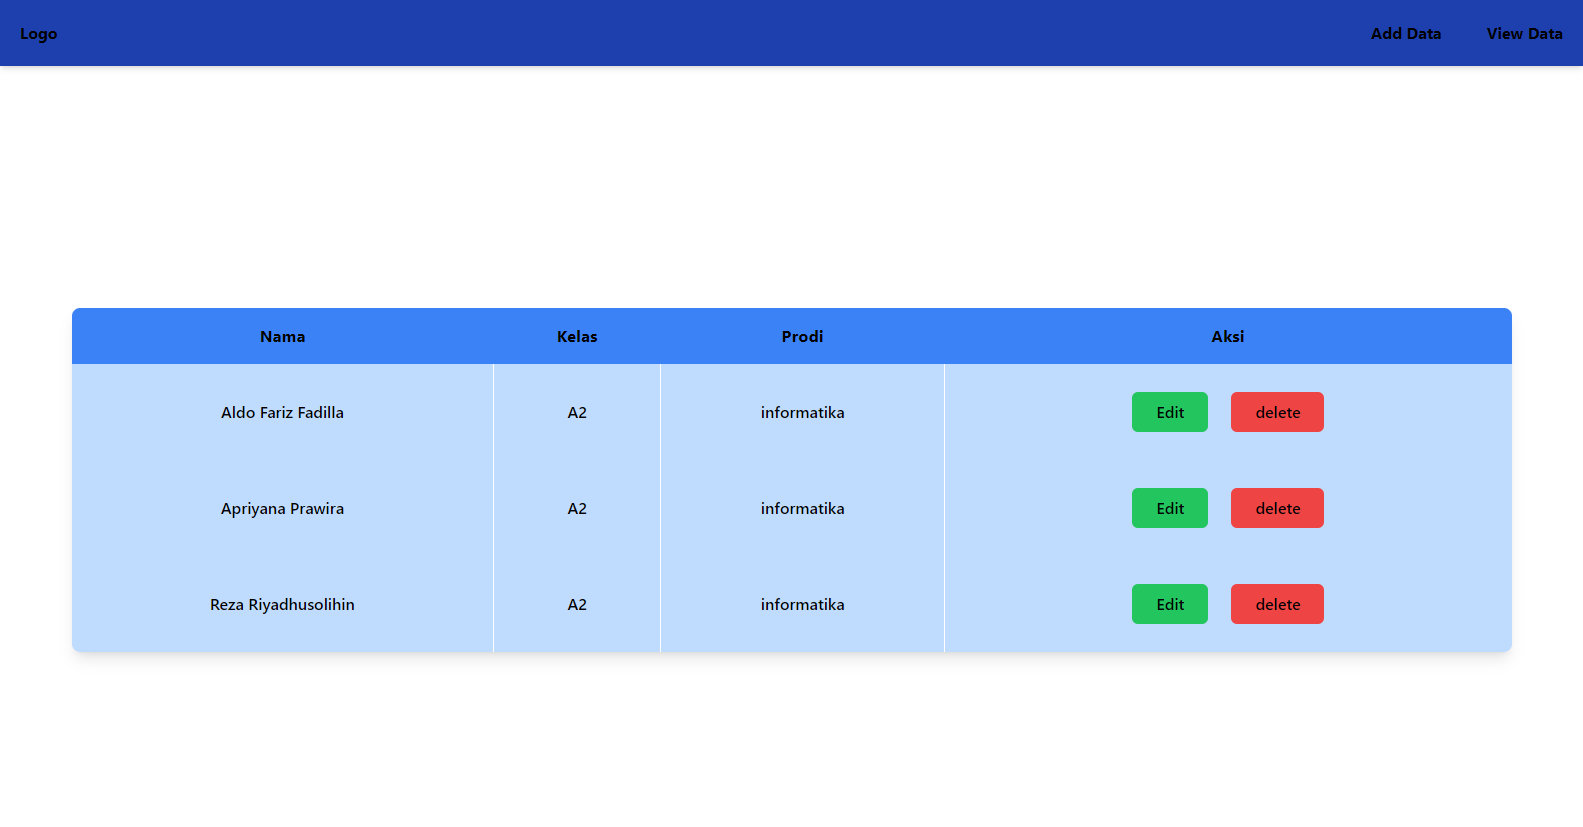 Logo Add Data View Data
Nama Kelas Prodi Aksi
Aldo Fariz Fadilla A2 informatika Edit delete
Apriyana Prawira A2 informatika Edit delete
Reza Riyadhusolihin A2 informatika Edit delete